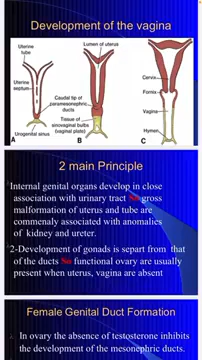 Development of the vagina
Uterine
tube
Lumen of uterus
Uterine
septum
Cervix
Caudal tip of
paramesonephric
ducts
Fornix
Vagina
Tissue of
sinovaginal bulbs
(vaginal plate)
Hymen
Urogenital sinus
A
B
C
2 main Principle
Internal genital organs develop in close
association with urinary tract So gross
malformation of uterus and tube are
commenaly associated with anomalies
of kidney and ureter.
2-Development of gonads is separt from that
of the ducts So functional ovary are usually
present when uterus, vagina are absent
Female Genital Duct Formation
In ovary the absence of testosterone inhibits
the development of the mesonephric ducts.